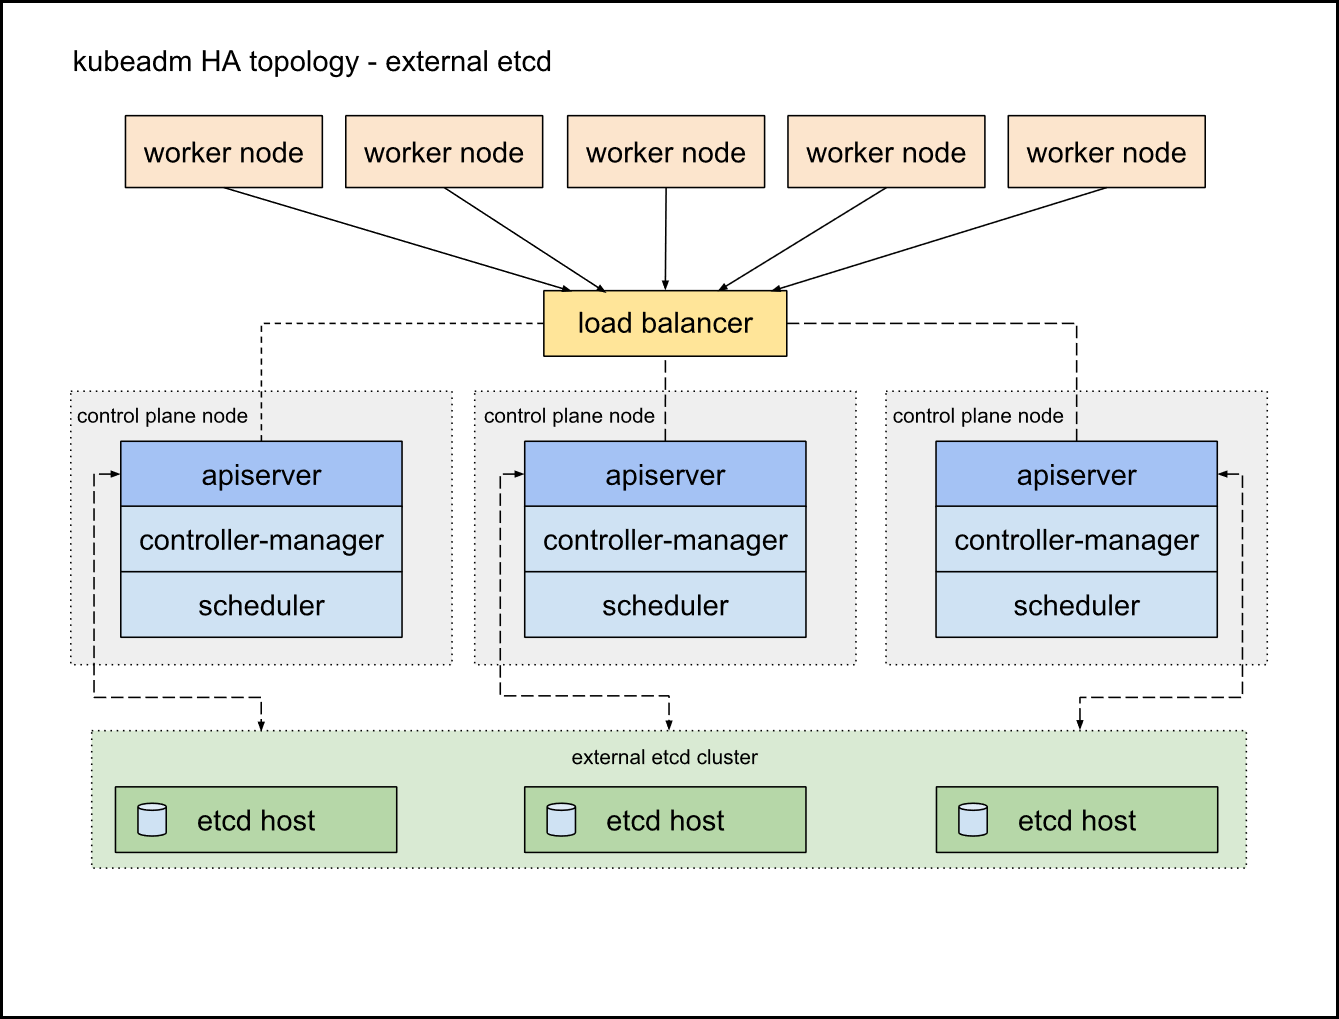 kubeadm HA topology - external etcd
worker node
worker node
worker node
worker node
worker node
load balancer
control plane node
apiserver
controller-manager
scheduler
control plane node
apiserver
controller-manager
scheduler
control plane node
apiserver
controller-manager
scheduler
external etcd cluster
etcd host
etcd host
etcd host